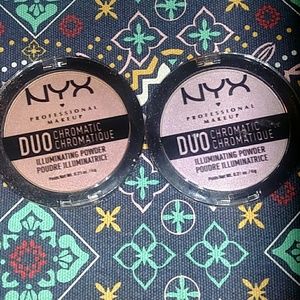 NYX
PROFESSIONAL
MAKEUP
DUO CHROMATIC
CHROMATIQUE
ILLUMINATING POWDER
POUDRE ILLUMINATRICE
NYX
PROFESSIONAL
MAKEUP
DUO CHROMATIC
CHROMATIQUE
ILLUMINATING POWDER
POUDRE ILLUMINATRICE